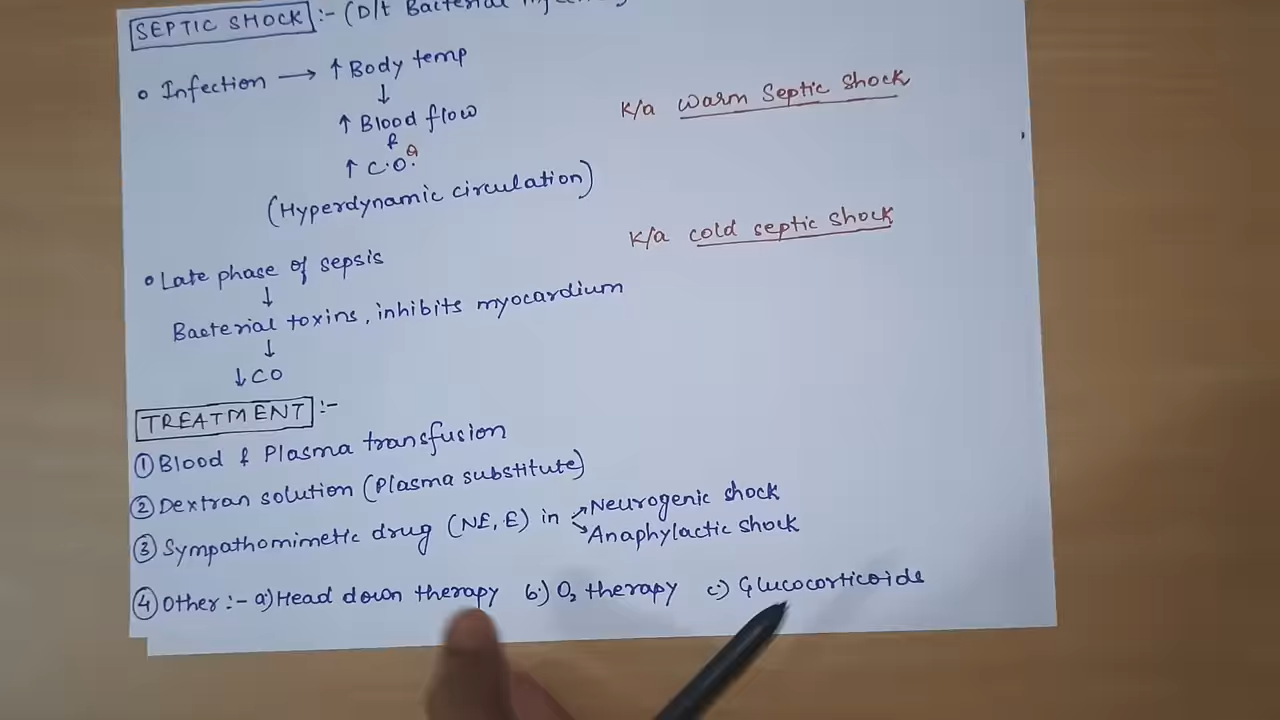 SEPTIC SHOCK :- (D/t Bacterial
• Infection → ↑ Body temp
↓
↑ Blood flow
K/a warm Septic shock
&
↑ C.O.
(Hyperdynamic circulation)
K/a cold septic shock
• Late phase of sepsis
↓
Bacterial toxins, inhibits myocardium
↓
↓CO
TREATMENT :-
① Blood & Plasma transfusion
② Dextran solution (Plasma substitute)
③ Sympathomimetic drug (NE, E) in Neurogenic shock
Anaphylactic shock
④ Other :- a) Head down therapy b.) O₂ therapy c.) Glucocorticoids